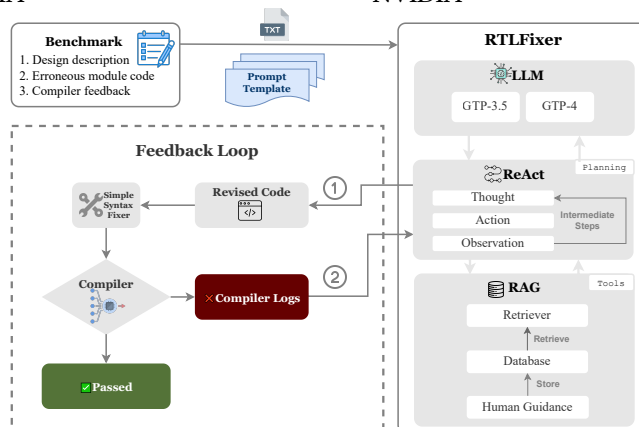 NVIDIA
Benchmark
1. Design description
2. Erroneous module code
3. Compiler feedback
TXT
Prompt
Template
RTLFixer
LLM
GTP-3.5
GTP-4
Feedback Loop
Simple
Syntax
Fixer
Revised Code
</>
1
ReAct
Planning
Thought
Action
Observation
Intermediate
Steps
Compiler
Compiler Logs
2
Passed
RAG
Tools
Retriever
Retrieve
Database
Store
Human Guidance